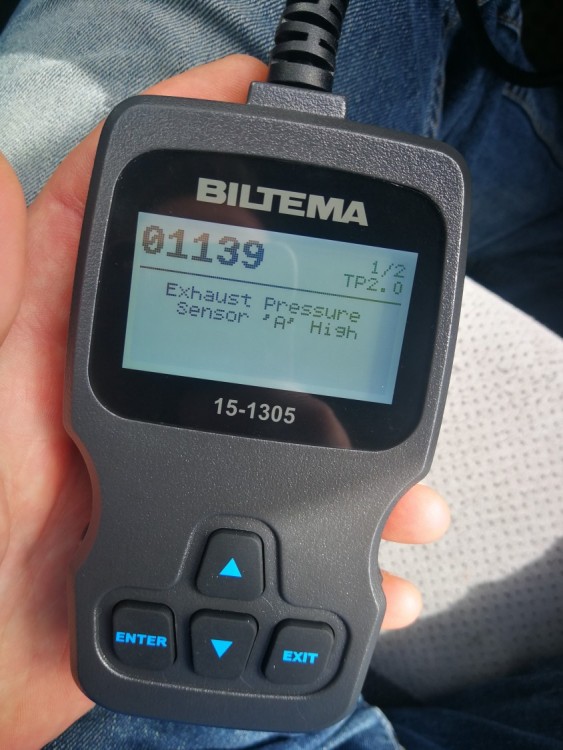 BILTEMA
01139
1/2
TP2.0
Exhaust Pressure
Sensor 'A' High
15-1305
ENTER
EXIT